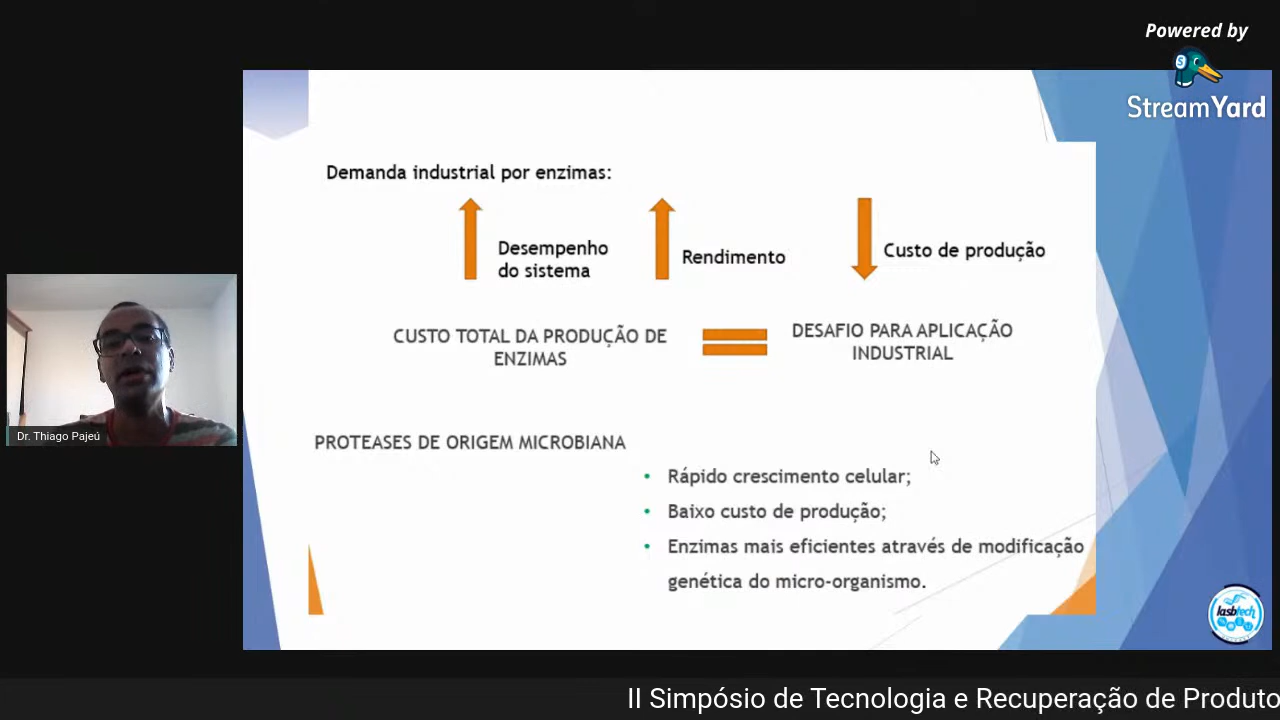 Powered by
StreamYard
Demanda industrial por enzimas:
Desempenho
do sistema
Rendimento
Custo de produção
CUSTO TOTAL DA PRODUÇÃO DE
ENZIMAS
DESAFIO PARA APLICAÇÃO
INDUSTRIAL
PROTEASES DE ORIGEM MICROBIANA
• Rápido crescimento celular;
• Baixo custo de produção;
• Enzimas mais eficientes através de modificação
genética do micro-organismo.
Dr. Thiago Pajeú
lasbtech
II Simpósio de Tecnologia e Recuperação de Produto